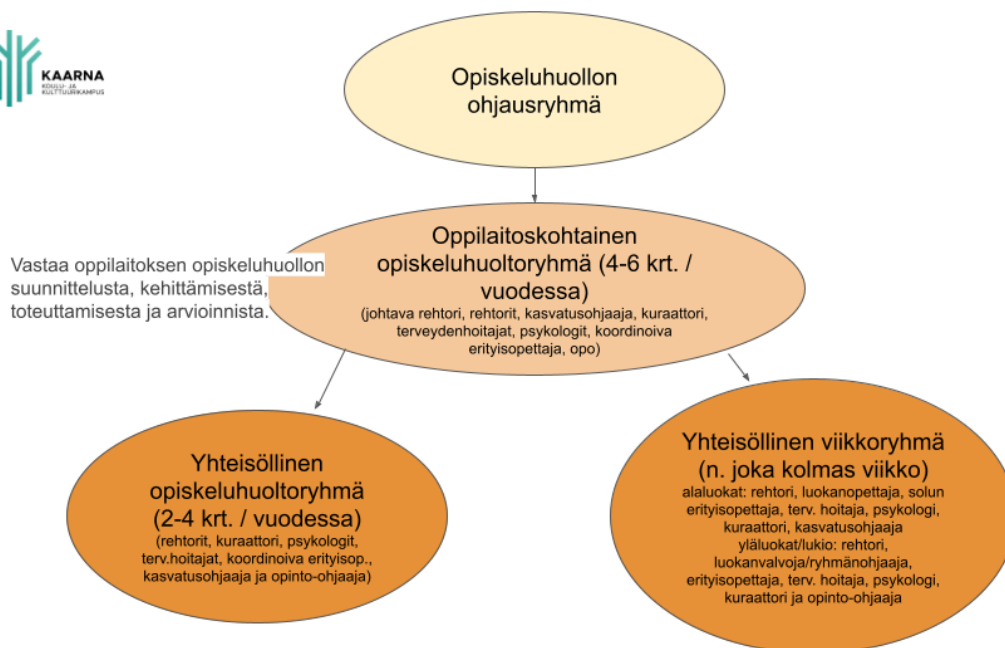 KAARNA
KOULU- JA
KULTTUURIKAMPUS
Opiskeluhuollon
ohjausryhmä
Vastaa oppilaitoksen opiskeluhuollon
suunnittelusta, kehittämisestä,
toteuttamisesta ja arvioinnista.
Oppilaitoskohtainen
opiskeluhuoltoryhmä (4-6 krt. /
vuodessa)
(johtava rehtori, rehtorit, kasvatusohjaaja, kuraattori,
terveydenhoitajat, psykologit, koordinoiva
erityisopettaja, opo)
Yhteisöllinen
opiskeluhuoltoryhmä
(2-4 krt. / vuodessa)
(rehtorit, kuraattori, psykologit,
terv.hoitajat, koordinoiva erityisop.,
kasvatusohjaaja ja opinto-ohjaaja)
Yhteisöllinen viikkoryhmä
(n. joka kolmas viikko)
alaluokat: rehtori, luokanopettaja, solun
erityisopettaja, terv. hoitaja, psykologi,
kuraattori, kasvatusohjaaja
yläluokat/lukio: rehtori,
luokanvalvoja/ryhmänohjaaja,
erityisopettaja, terv. hoitaja, psykologi,
kuraattori ja opinto-ohjaaja